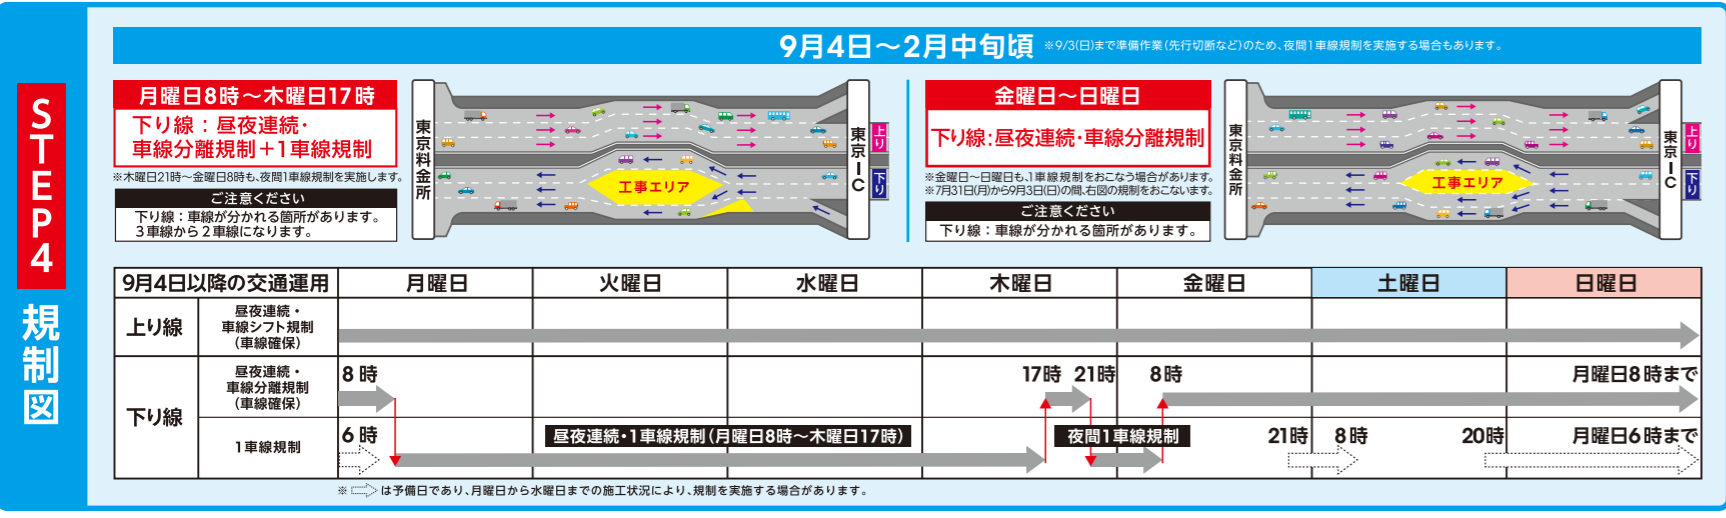 STEP4
規制図
9月4日～2月中旬頃 ※9/3(日)まで準備作業(先行切断など)のため、夜間1車線規制を実施する場合もあります。
月曜日8時～木曜日17時
下り線：昼夜連続・
車線分離規制＋1車線規制
※木曜日21時～金曜日8時も、夜間1車線規制を実施します。
ご注意ください
下り線：車線が分かれる箇所があります。
3車線から2車線になります。
東京料金所
工事エリア
東京IC
上り
下り
金曜日～日曜日
下り線：昼夜連続・車線分離規制
※金曜日～日曜日も、1車線規制をおこなう場合があります。
※7月31日(月)から9月3日(日)の間、右図の規制をおこないます。
ご注意ください
下り線：車線が分かれる箇所があります。
東京料金所
工事エリア
東京IC
上り
下り
9月4日以降の交通運用 月曜日 火曜日 水曜日 木曜日 金曜日 土曜日 日曜日
上り線
昼夜連続・
車線シフト規制
(車線確保)
下り線
昼夜連続・
車線分離規制
(車線確保)
8時 17時 21時 8時 月曜日8時まで
1車線規制
6時 昼夜連続・1車線規制(月曜日8時～木曜日17時) 夜間1車線規制 21時 8時 20時 月曜日6時まで
※は予備日であり、月曜日から水曜日までの施工状況により、規制を実施する場合があります。